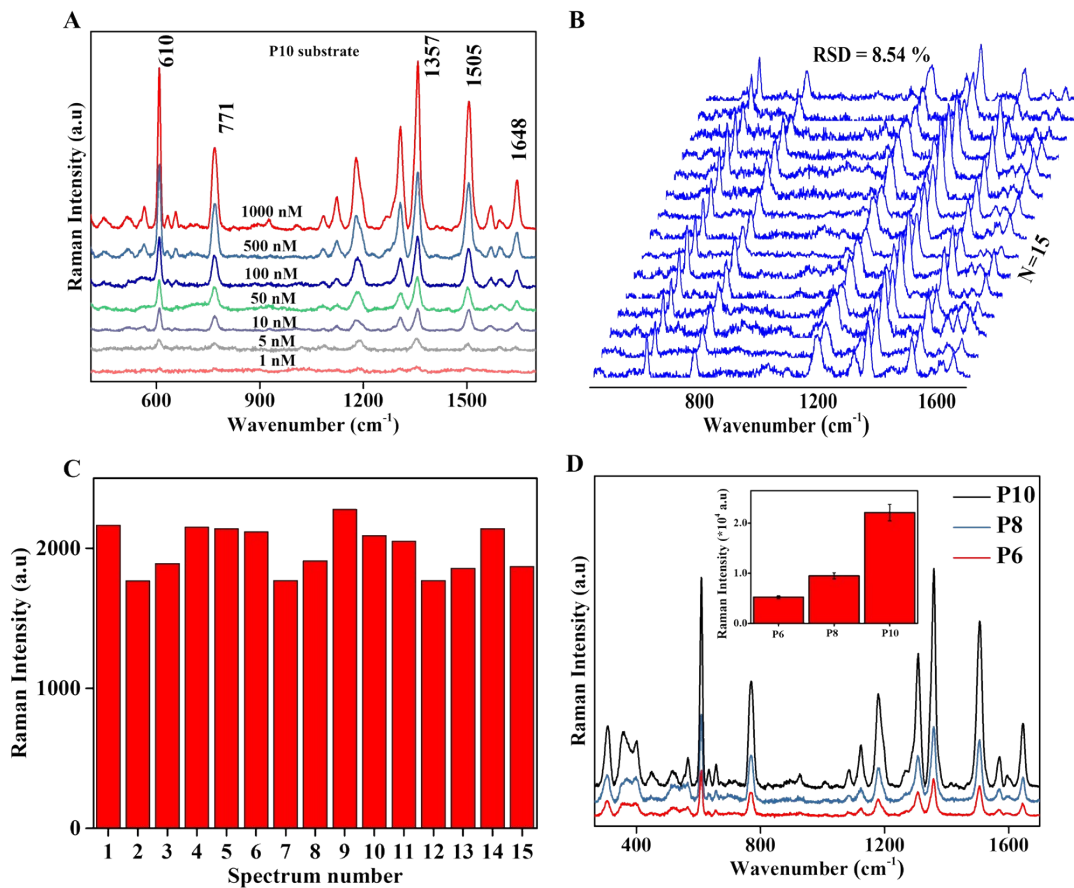 A
P10 substrate
610
771
1357
1505
1648
1000 nM
500 nM
100 nM
50 nM
10 nM
5 nM
1 nM
Raman Intensity (a.u)
600 900 1200 1500
Wavenumber (cm-1)
B
RSD = 8.54 %
N = 15
800 1200 1600
Wavenumber (cm-1)
C
Raman Intensity (a.u)
2000
1000
0
1 2 3 4 5 6 7 8 9 10 11 12 13 14 15
Spectrum number
D
Raman Intensity (*10^4 a.u)
2.0
1.0
0.0
P6 P8 P10
P10
P8
P6
Raman Intensity (a.u)
400 800 1200 1600
Wavenumber (cm-1)